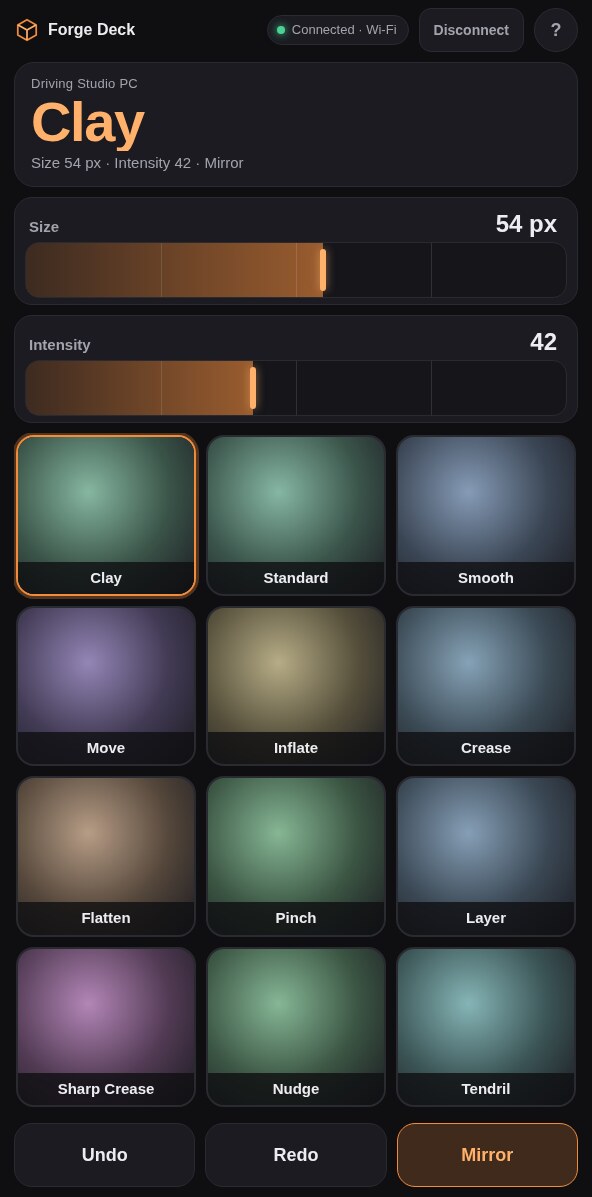 Forge Deck
Connected · Wi-Fi
Disconnect
?
Driving Studio PC
Clay
Size 54 px · Intensity 42 · Mirror
Size
54 px
Intensity
42
Clay
Standard
Smooth
Move
Inflate
Crease
Flatten
Pinch
Layer
Sharp Crease
Nudge
Tendril
Undo
Redo
Mirror